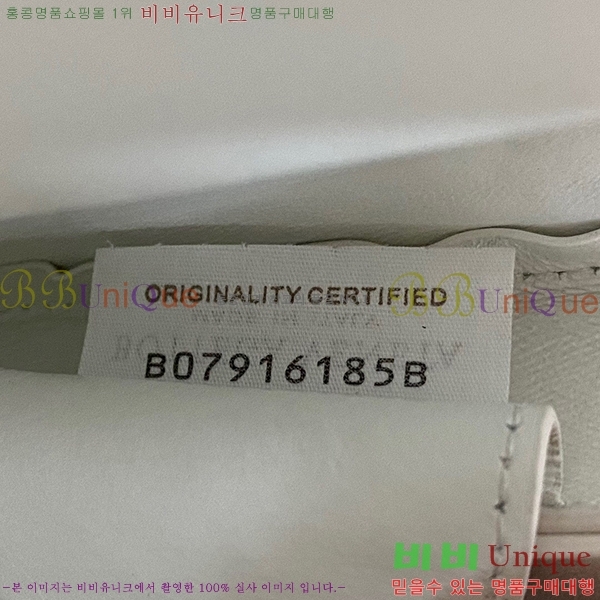 홍콩명품쇼핑몰 1위 비비유니크명품구매대행
ORIGINALITY CERTIFIED
BBUniQue BBUniQue
B07916185B
비비 Unique
믿을수 있는 명품구매대행
-본 이미지는 비비유니크에서 촬영한 100% 실사 이미지 입니다.-